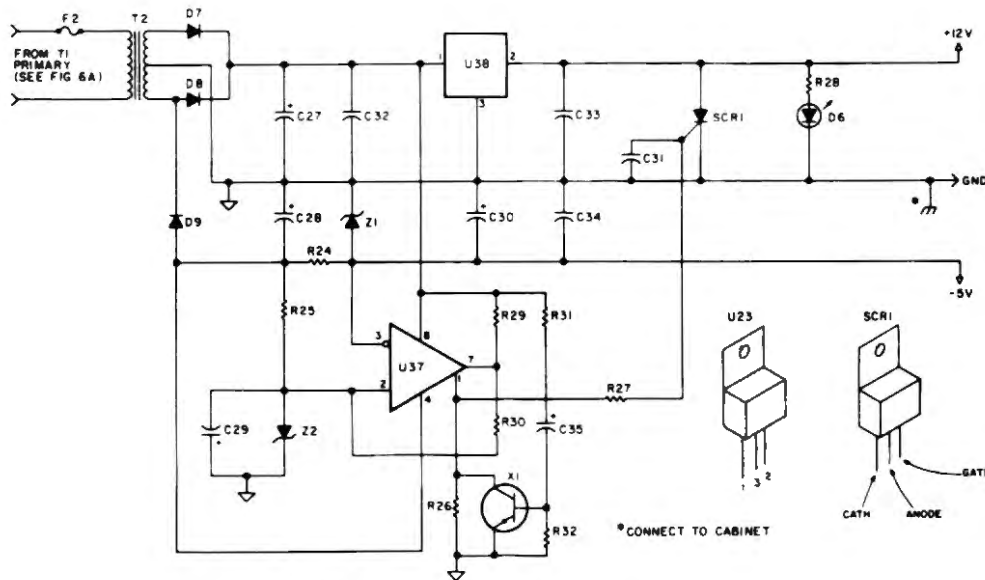 F2
T2
D7
FROM T1
PRIMARY
(SEE FIG 6A)
D8
C27
C32
1
U38
2
3
C33
SCR1
C31
R28
D6
+12V
GND
*
D9
C28
Z1
C30
C34
R24
-5V
R25
3
8
U37
7
1
2
4
R29
R31
R27
C29
Z2
R30
C35
X1
R26
R32
U23
1 3 2
SCR1
GATE
CATH
ANODE
*CONNECT TO CABINET